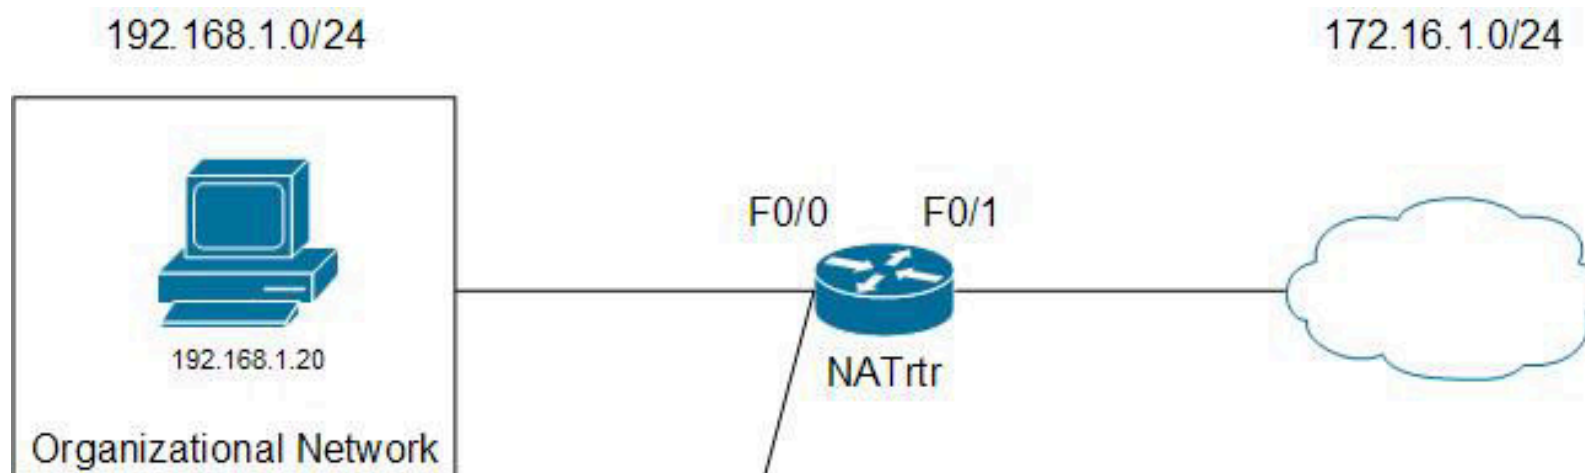 192.168.1.0/24
172.16.1.0/24
F0/0
F0/1
192.168.1.20
NATrtr
Organizational Network